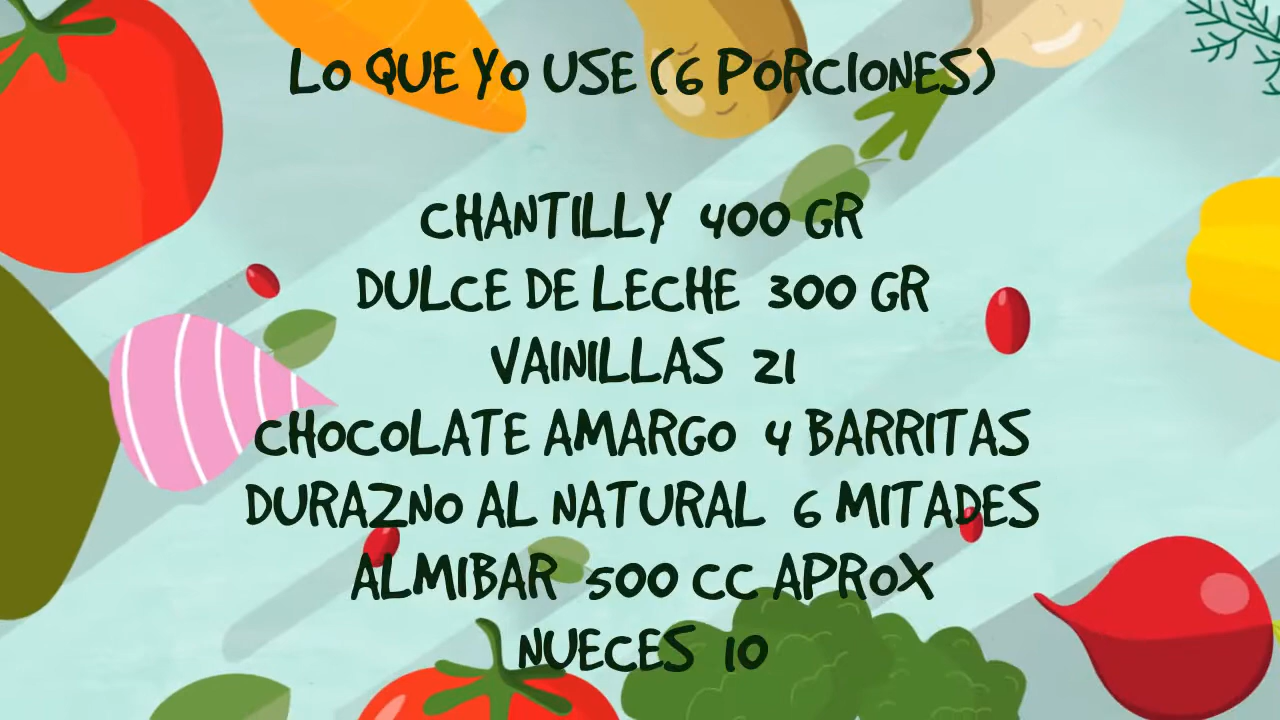 LO QUE YO USE (6 PORCIONES)
CHANTILLY 400 GR
DULCE DE LECHE 300 GR
VAINILLAS 21
CHOCOLATE AMARGO 4 BARRITAS
DURAZNO AL NATURAL 6 MITADES
ALMIBAR 500 CC APROX
NUECES 10